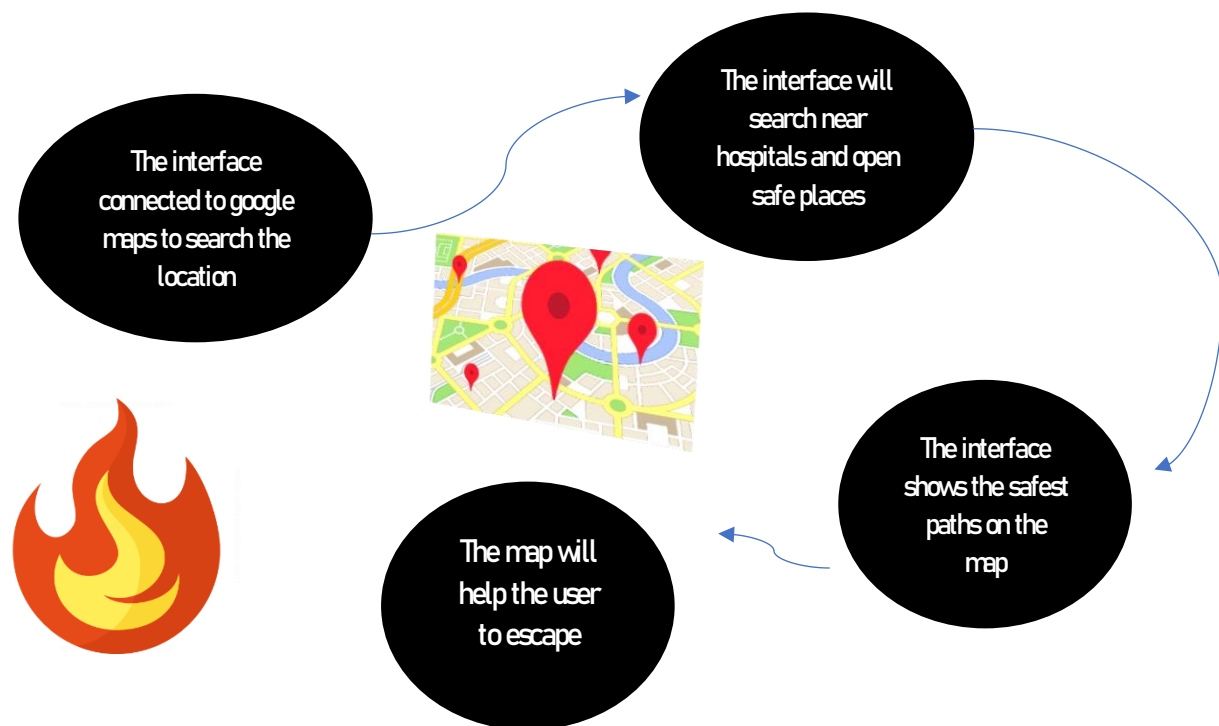 The interface
connected to google
maps to search the
location
The interface will
search near
hospitals and open
safe places
The interface
shows the safest
paths on the
map
The map will
help the user
to escape